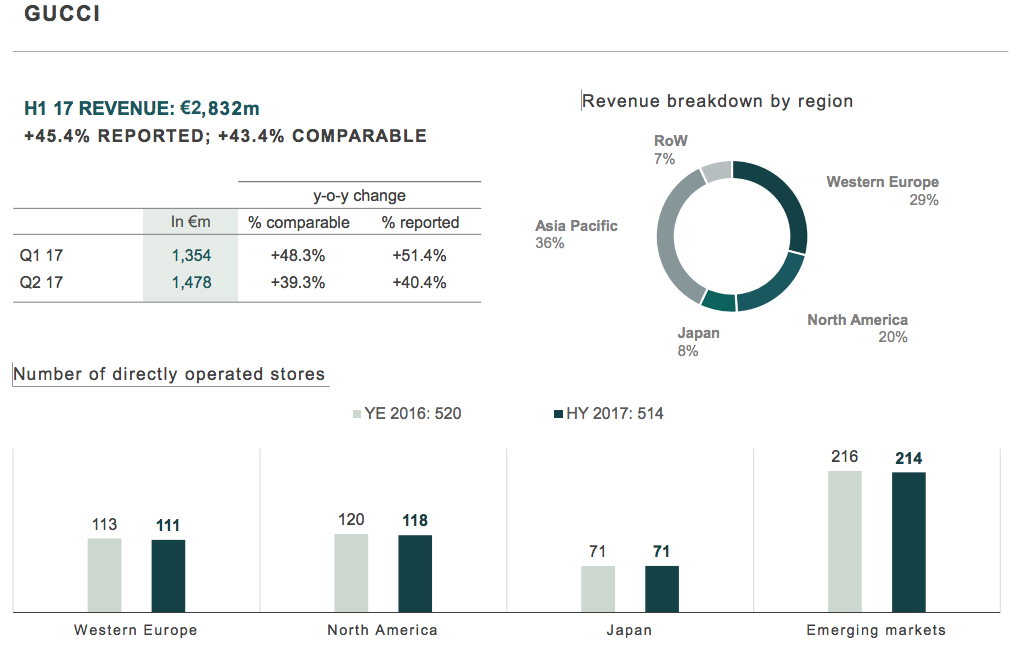 GUCCI
H1 17 REVENUE: €2,832m
+45.4% REPORTED; +43.4% COMPARABLE
y-o-y change
In €m % comparable % reported
Q1 17 1,354 +48.3% +51.4%
Q2 17 1,478 +39.3% +40.4%
Revenue breakdown by region
RoW
7%
Western Europe
29%
Asia Pacific
36%
North America
20%
Japan
8%
Number of directly operated stores
YE 2016: 520 HY 2017: 514
113 111 120 118 71 71 216 214
Western Europe North America Japan Emerging markets